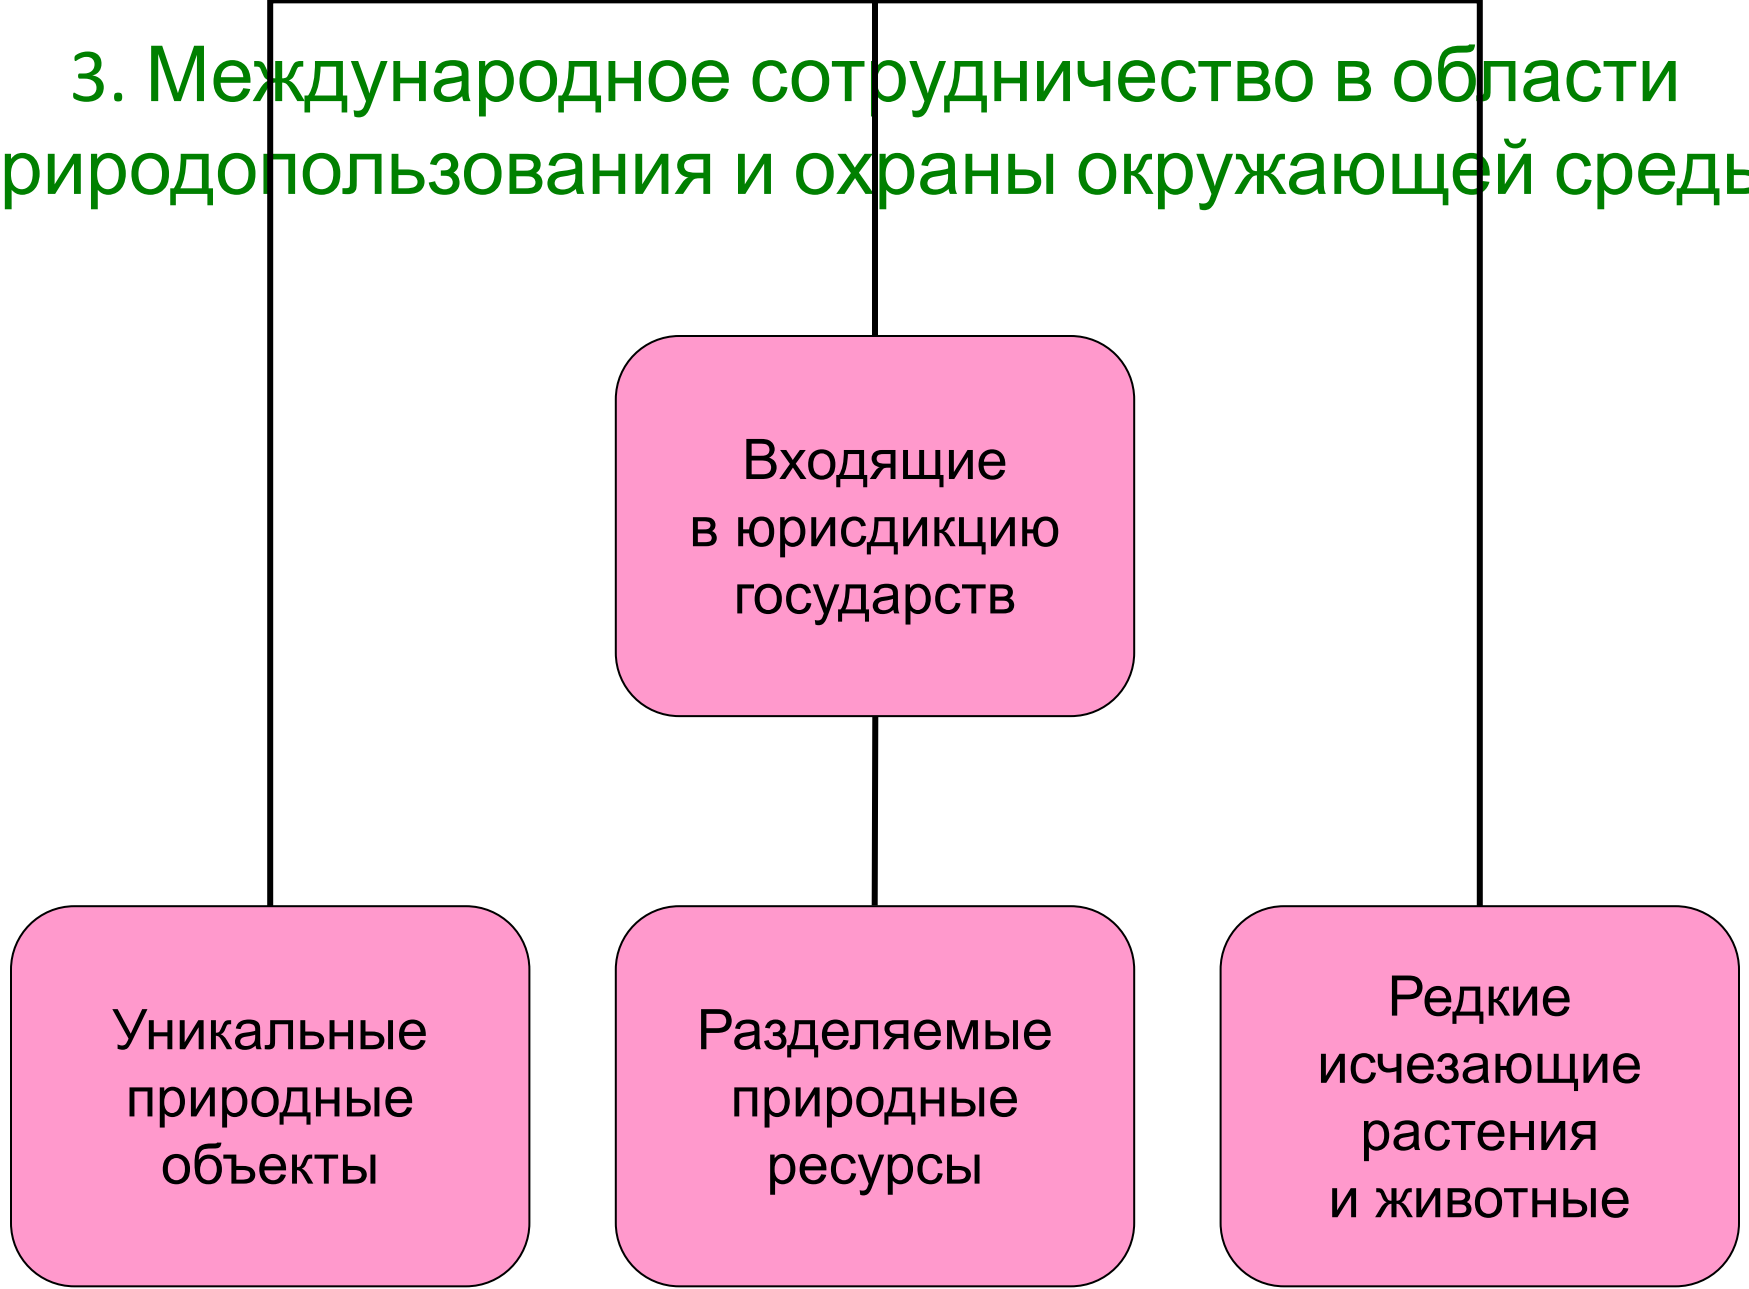 3. Международное сотрудничество в области
риродопользования и охраны окружающей сред
Входящие
в юрисдикцию
государств
Уникальные
природные
объекты
Разделяемые
природные
ресурсы
Редкие
исчезающие
растения
и животные